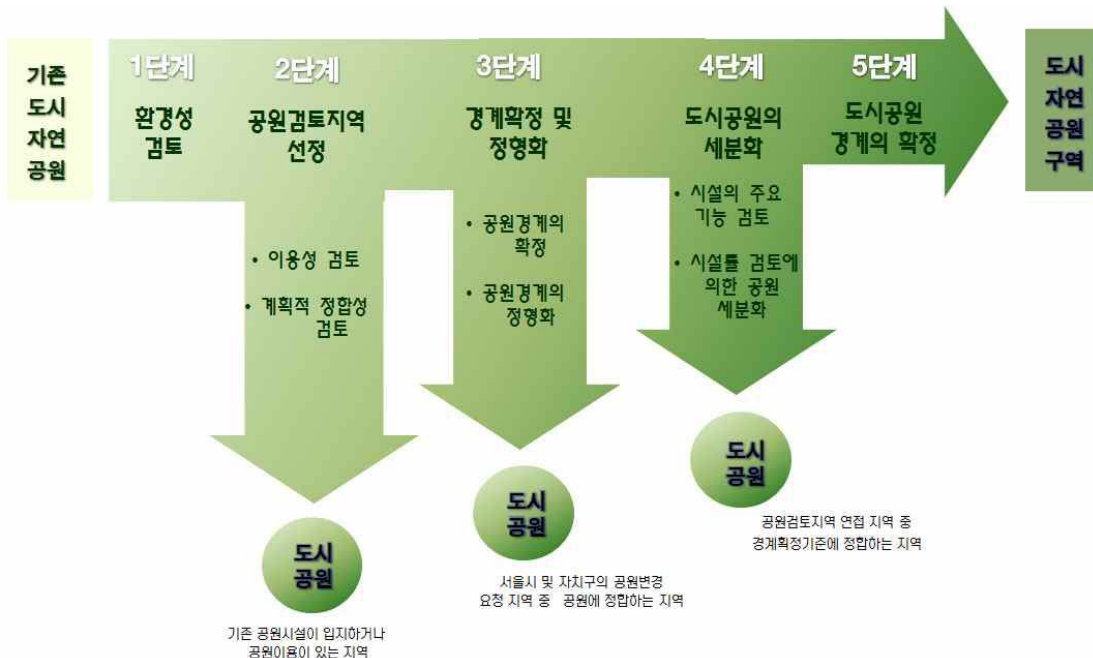 기존
도시
자연
공원
1단계
환경성
검토
2단계
공원검토지역
선정
• 이용성 검토
• 계획적 정합성
검토
도시
공원
기존 공원시설이 입지하거나
공원이용이 있는 지역
3단계
경계확정 및
정형화
• 공원경계의
확정
• 공원경계의
정형화
도시
공원
서울시 및 자치구의 공원변경
요청 지역 중 공원에 정합하는 지역
4단계
도시공원의
세분화
• 시설의 주요
기능 검토
• 시설률 검토에
의한 공원
세분화
도시
공원
공원검토지역 연접 지역 중
경계획정기준에 정합하는 지역
5단계
도시공원
경계의 확정
도시
자연
공원
구역